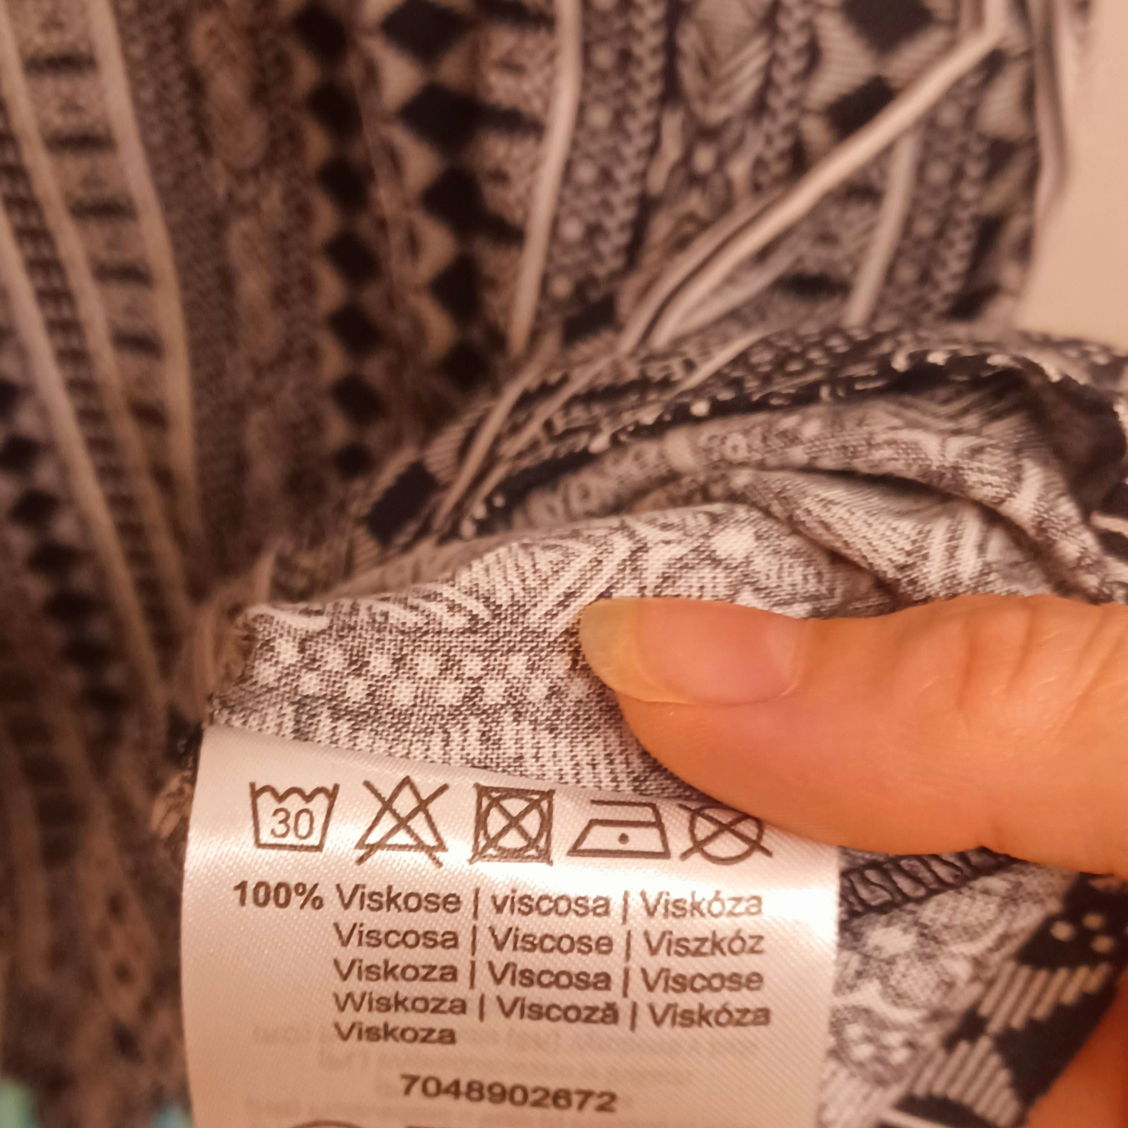 30
100% Viskose | viscosa | Viskóza
Viscosa | Viscose | Viszkóz
Viskoza | Viscosa | Viscose
Wiskoza | Viscoză | Viskóza
Viskoza
7048902672